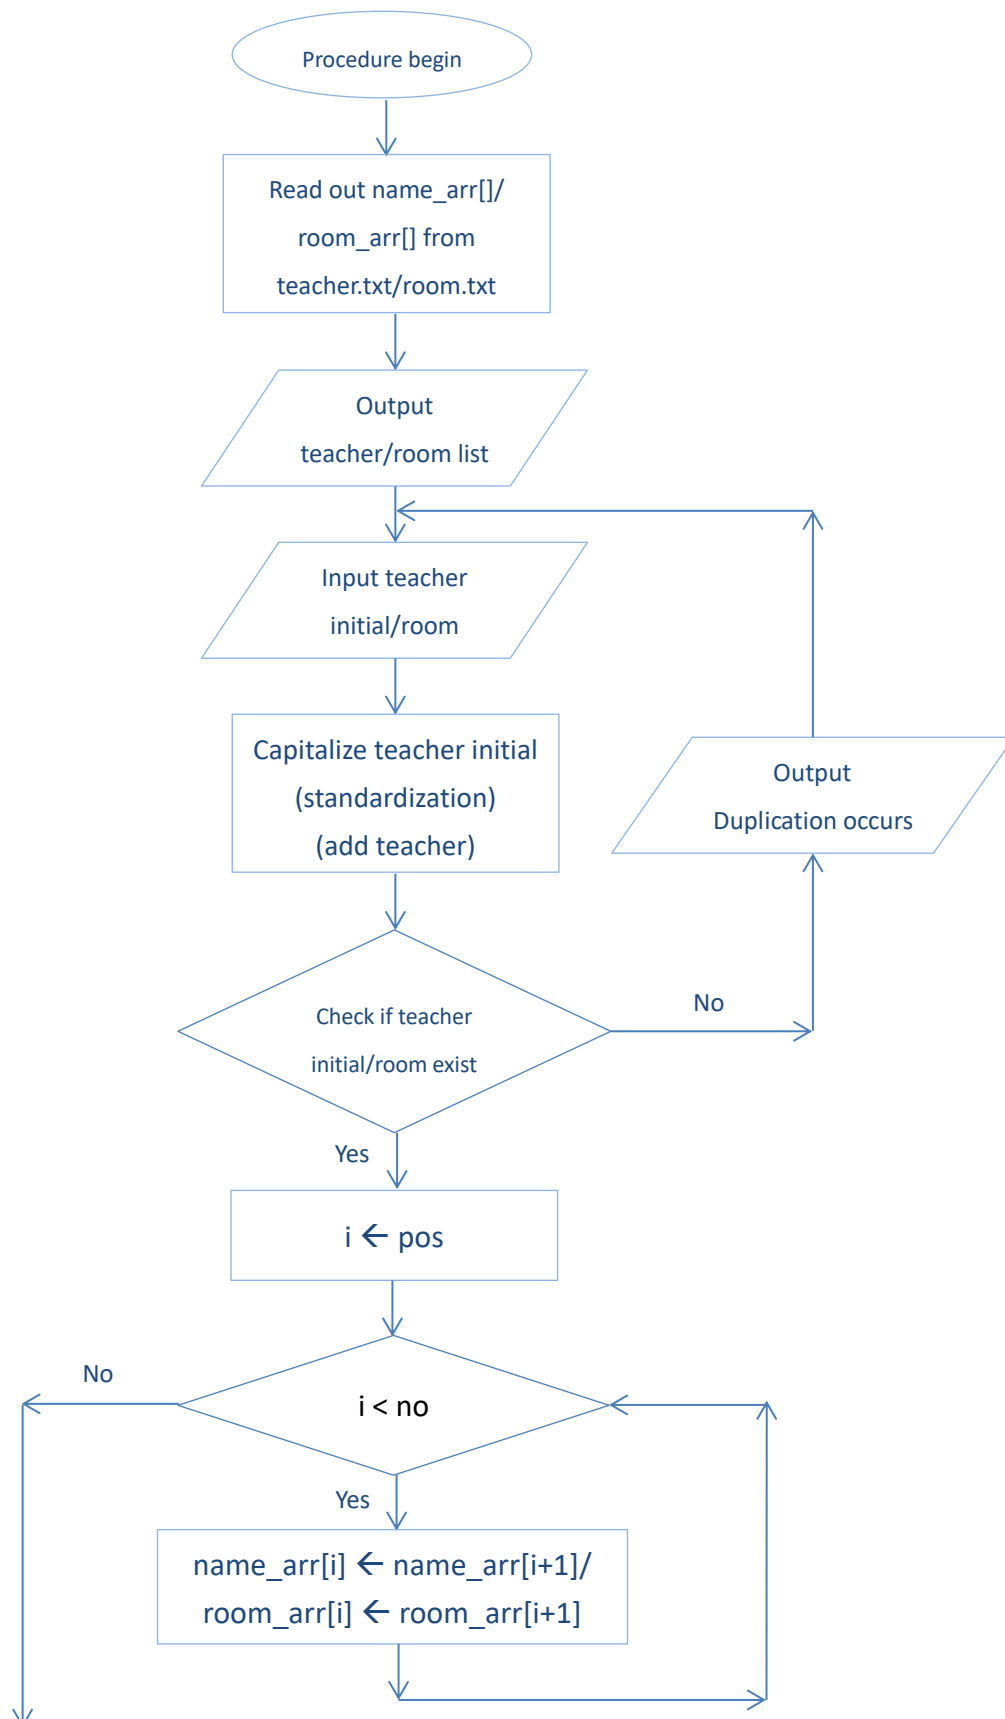 Procedure begin
Read out name_arr[]/
room_arr[] from
teacher.txt/room.txt
Output
teacher/room list
Input teacher
initial/room
Capitalize teacher initial
(standardization)
(add teacher)
Output
Duplication occurs
Check if teacher
initial/room exist
No
Yes
i ← pos
No
i < no
Yes
name_arr[i] ← name_arr[i+1]/
room_arr[i] ← room_arr[i+1]